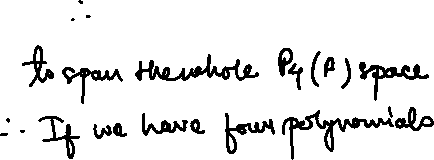 ∴
to span the whole P₄(F) space
∴ If we have four polynomials